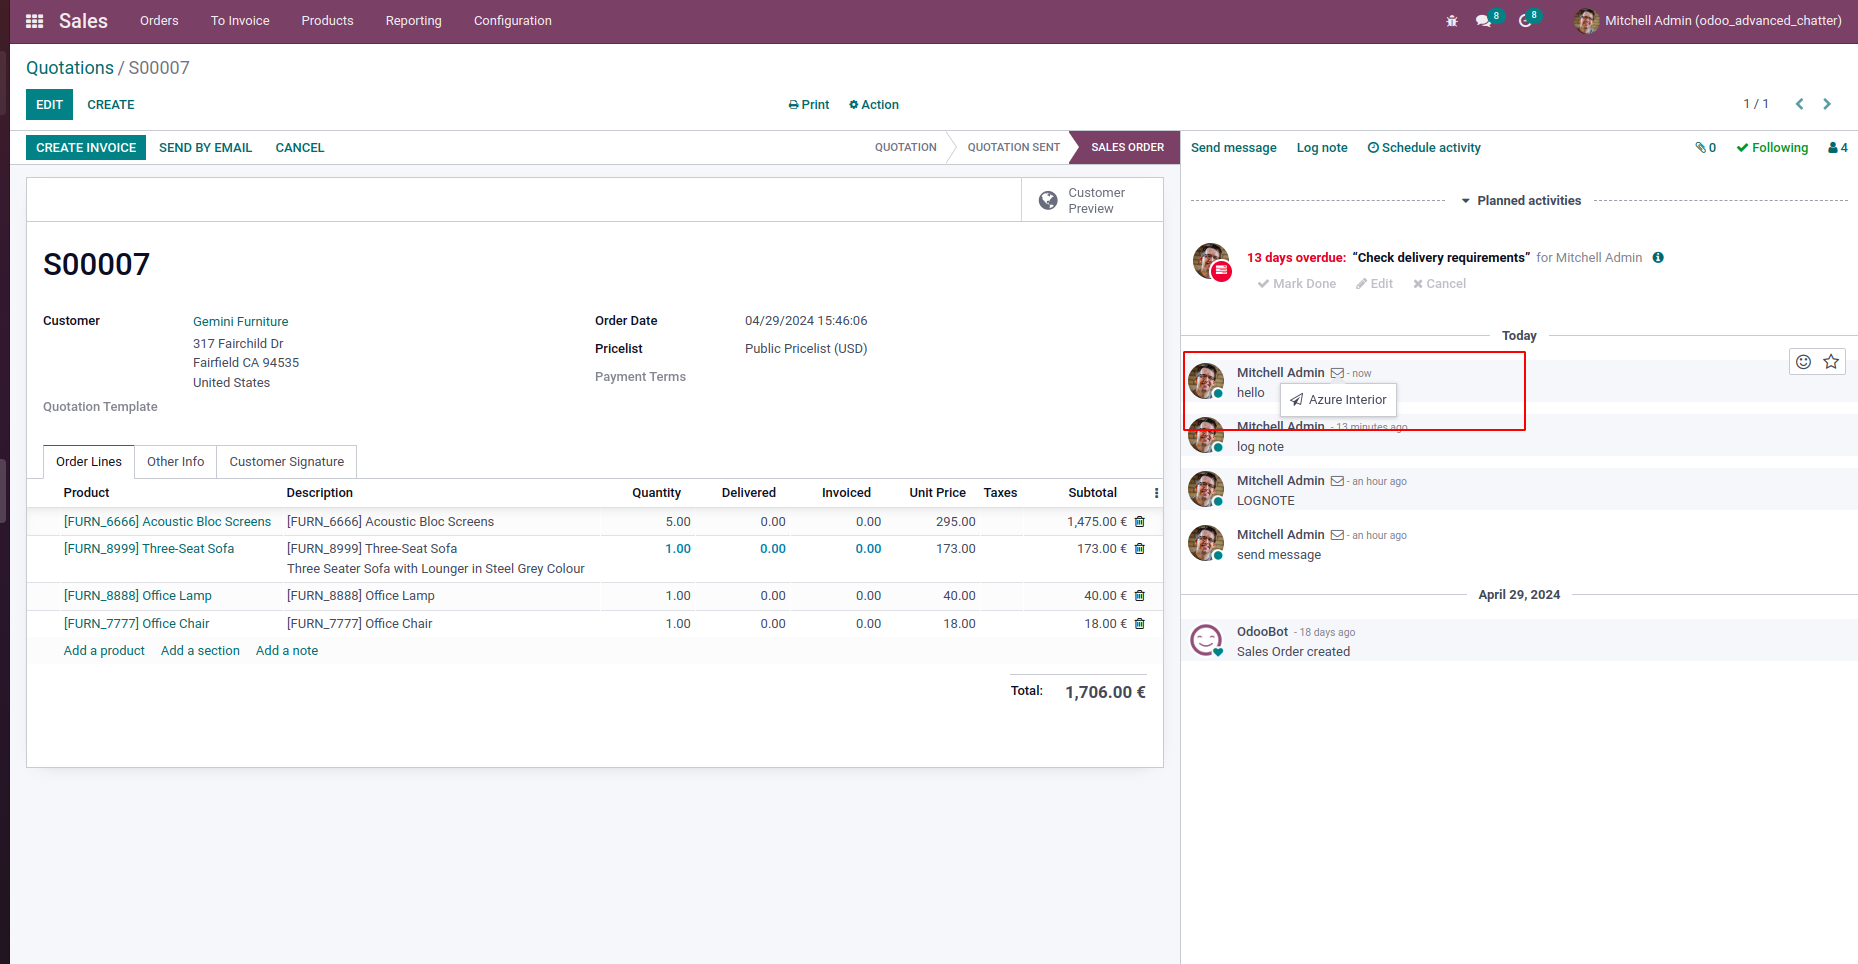 Sales Orders To Invoice Products Reporting Configuration 8 8 Mitchell Admin (odoo_advanced_chatter)
Quotations / S00007
EDIT CREATE Print Action 1 / 1
CREATE INVOICE SEND BY EMAIL CANCEL QUOTATION QUOTATION SENT SALES ORDER
Customer
Preview
S00007
Customer Gemini Furniture
317 Fairchild Dr
Fairfield CA 94535
United States
Quotation Template
Order Date 04/29/2024 15:46:06
Pricelist Public Pricelist (USD)
Payment Terms
Order Lines Other Info Customer Signature
Product Description Quantity Delivered Invoiced Unit Price Taxes Subtotal
[FURN_6666] Acoustic Bloc Screens [FURN_6666] Acoustic Bloc Screens 5.00 0.00 0.00 295.00 1,475.00 €
[FURN_8999] Three-Seat Sofa [FURN_8999] Three-Seat Sofa 1.00 0.00 0.00 173.00 173.00 €
Three Seater Sofa with Lounger in Steel Grey Colour
[FURN_8888] Office Lamp [FURN_8888] Office Lamp 1.00 0.00 0.00 40.00 40.00 €
[FURN_7777] Office Chair [FURN_7777] Office Chair 1.00 0.00 0.00 18.00 18.00 €
Add a product Add a section Add a note
Total: 1,706.00 €
Send message Log note Schedule activity 0 Following 4
Planned activities
13 days overdue: “Check delivery requirements” for Mitchell Admin
Mark Done Edit Cancel
Today
Mitchell Admin - now
hello
Azure Interior
Mitchell Admin - 13 minutes ago
log note
Mitchell Admin - an hour ago
LOGNOTE
Mitchell Admin - an hour ago
send message
April 29, 2024
OdooBot - 18 days ago
Sales Order created